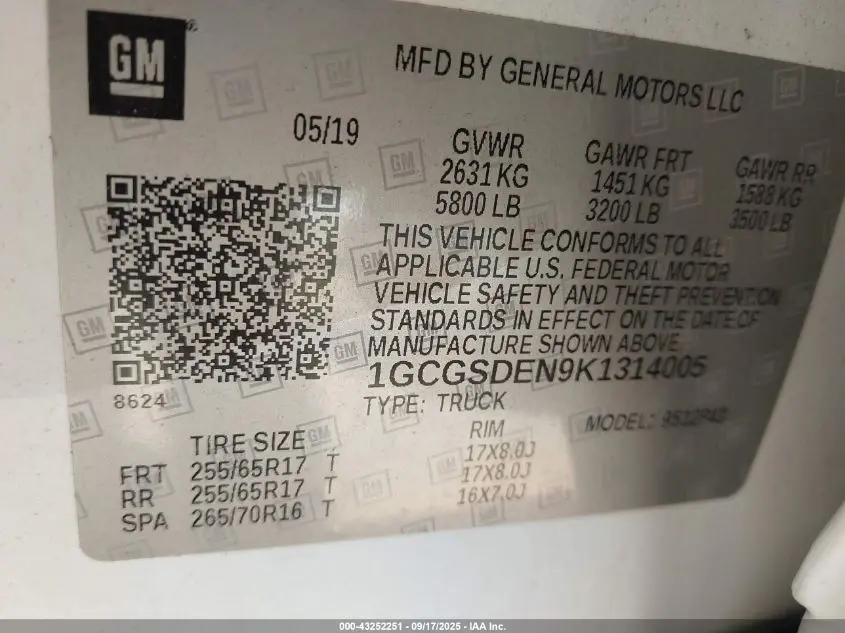 GM
MFD BY GENERAL MOTORS LLC
05/19
GVWR GAWR FRT GAWR RR
2631 KG 1451 KG 1588 KG
5800 LB 3200 LB 3500 LB
THIS VEHICLE CONFORMS TO ALL
APPLICABLE U.S. FEDERAL MOTOR
VEHICLE SAFETY AND THEFT PREVENTION
STANDARDS IN EFFECT ON THE DATE OF
MANUFACTURE SHOWN ABOVE
1GCGSDEN9K1314005
8624
TYPE: TRUCK MODEL:
TIRE SIZE RIM
FRT 255/65R17 T 17X8.0J
RR 255/65R17 T 17X8.0J
SPA 265/70R16 T 16X7.0J
000-43252251 - 09/17/2025 - IAA Inc.